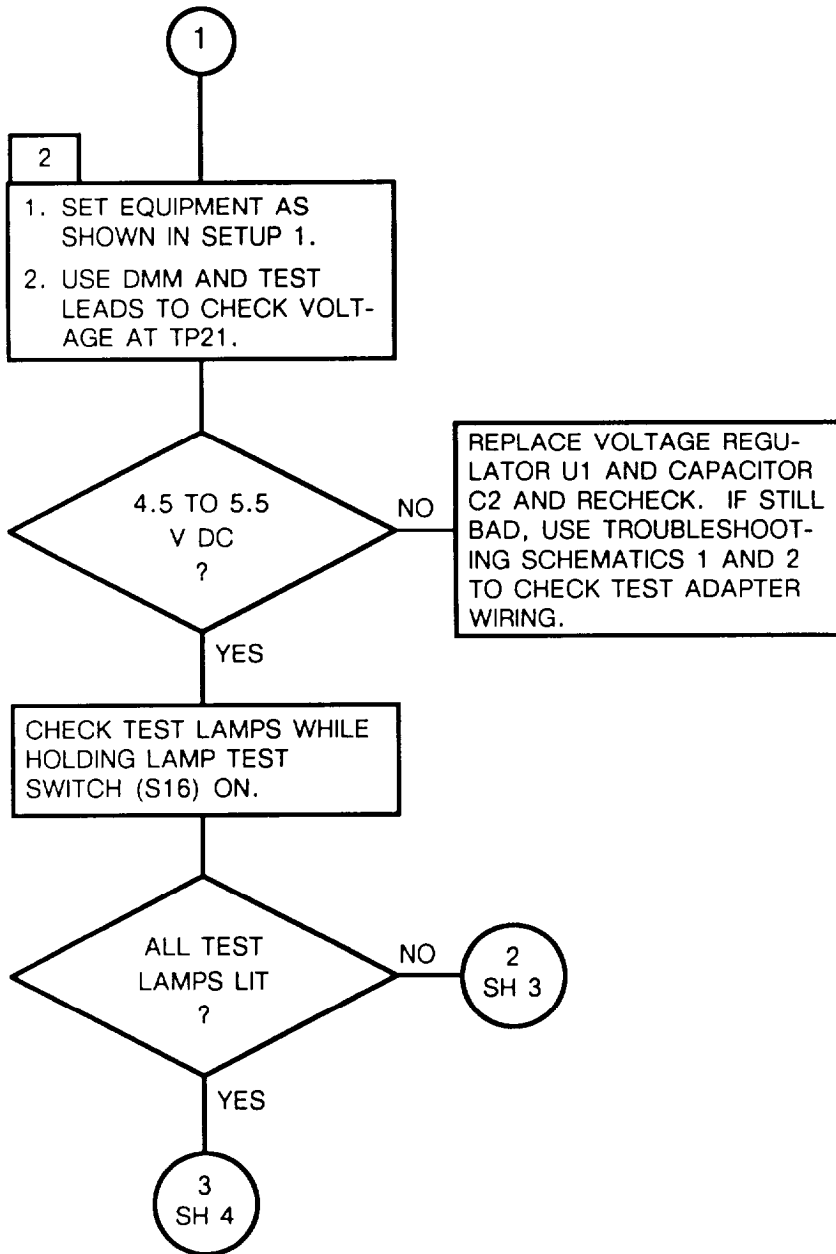 1
2
1. SET EQUIPMENT AS
SHOWN IN SETUP 1.
2. USE DMM AND TEST
LEADS TO CHECK VOLT-
AGE AT TP21.
4.5 TO 5.5
V DC
?
NO
REPLACE VOLTAGE REGU-
LATOR U1 AND CAPACITOR
C2 AND RECHECK. IF STILL
BAD, USE TROUBLESHOOT-
ING SCHEMATICS 1 AND 2
TO CHECK TEST ADAPTER
WIRING.
YES
CHECK TEST LAMPS WHILE
HOLDING LAMP TEST
SWITCH (S16) ON.
ALL TEST
LAMPS LIT
?
NO
2
SH 3
YES
3
SH 4